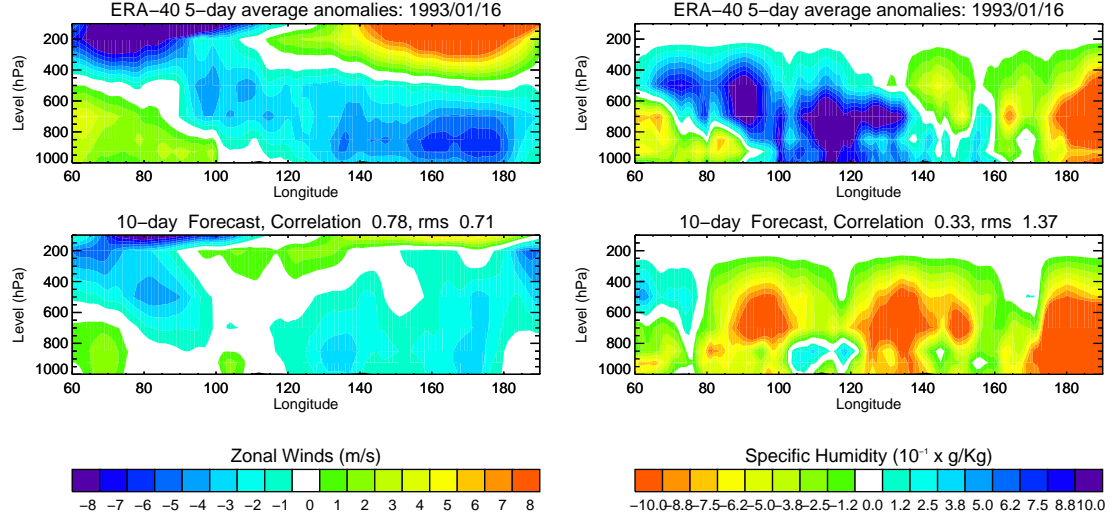 ERA−40 5−day average anomalies: 1993/01/16
Level (hPa)
200
400
600
800
1000
60 80 100 120 140 160 180
Longitude
ERA−40 5−day average anomalies: 1993/01/16
Level (hPa)
200
400
600
800
1000
60 80 100 120 140 160 180
Longitude
10−day Forecast, Correlation 0.78, rms 0.71
Level (hPa)
200
400
600
800
1000
60 80 100 120 140 160 180
Longitude
10−day Forecast, Correlation 0.33, rms 1.37
Level (hPa)
200
400
600
800
1000
60 80 100 120 140 160 180
Longitude
Zonal Winds (m/s)
−8 −7 −6 −5 −4 −3 −2 −1 0 1 2 3 4 5 6 7 8
Specific Humidity (10⁻¹ x g/Kg)
−10.0 −8.8 −7.5 −6.2 −5.0 −3.8 −2.5 −1.2 0.0 1.2 2.5 3.8 5.0 6.2 7.5 8.8 10.0